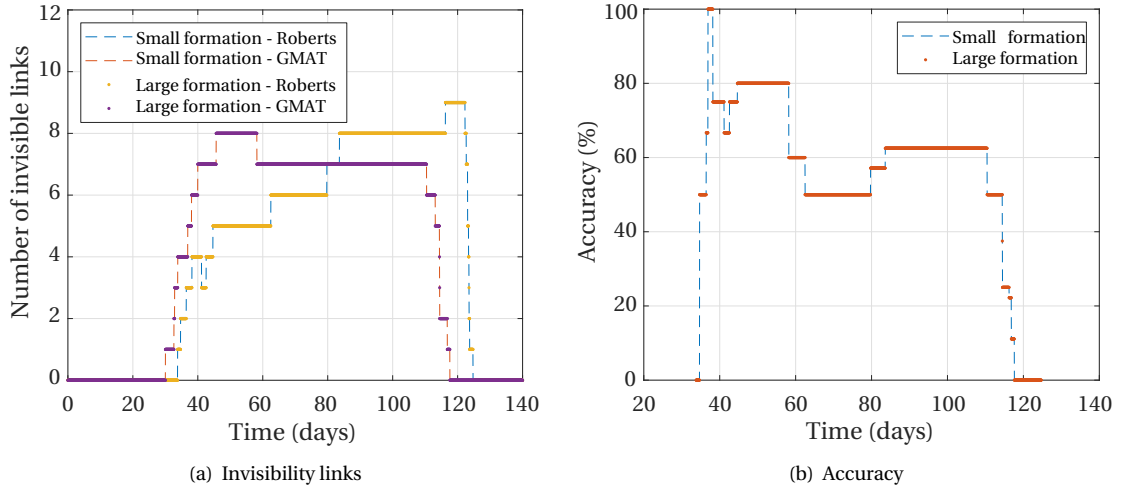 12
10
8
6
4
2
0
Number of invisible links
Small formation - Roberts
Small formation - GMAT
Large formation - Roberts
Large formation - GMAT
0 20 40 60 80 100 120 140
Time (days)
(a) Invisibility links
100
80
60
40
20
0
Accuracy (%)
Small formation
Large formation
20 40 60 80 100 120 140
Time (days)
(b) Accuracy